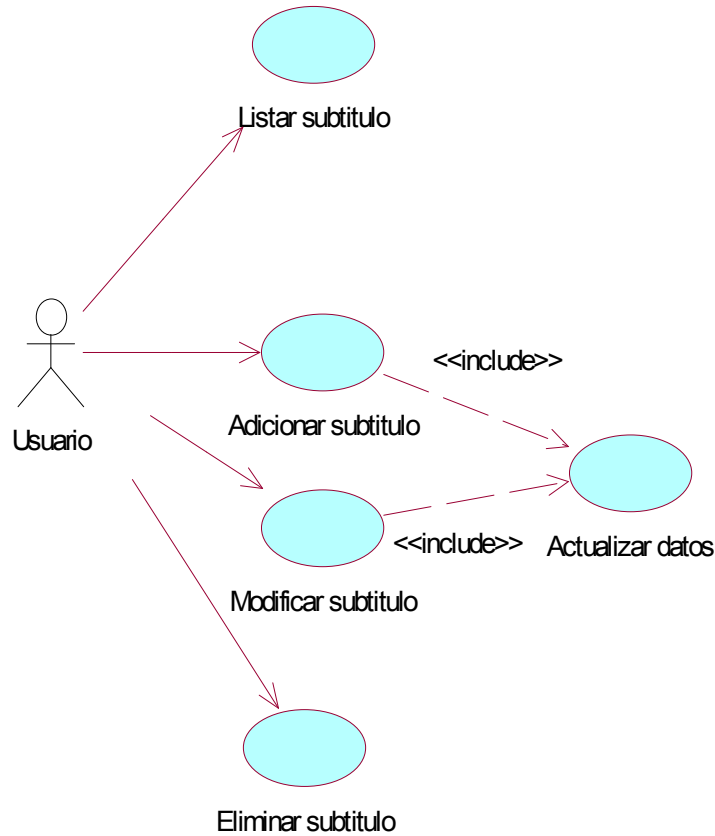 Listar subtitulo
<<include>>
Adicionar subtitulo
Usuario
<<include>>
Actualizar datos
Modificar subtitulo
Eliminar subtitulo